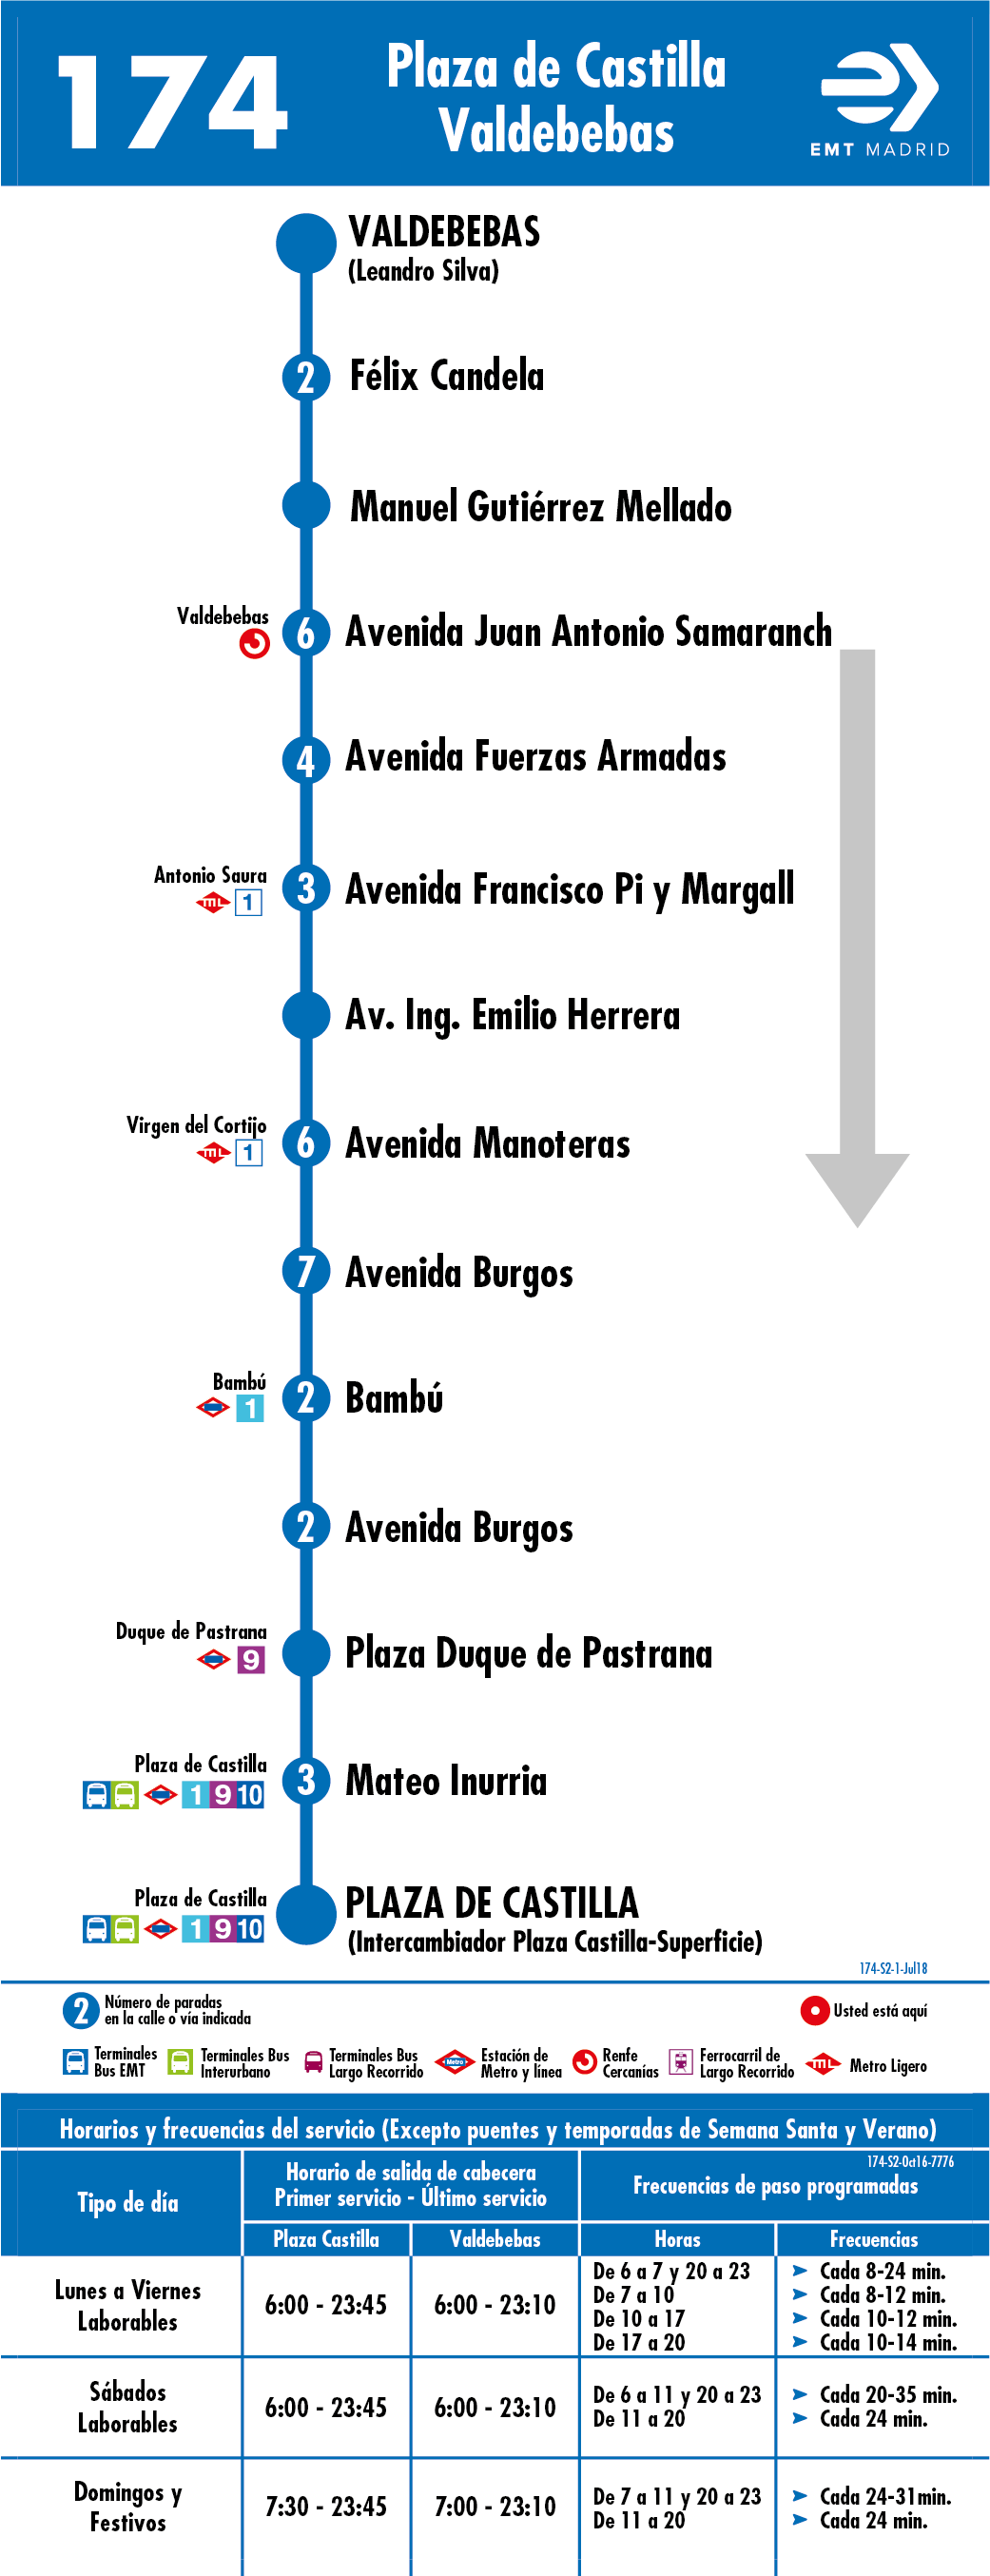 174
Plaza de Castilla
Valdebebas
EMT MADRID
VALDEBEBAS
(Leandro Silva)
2 Félix Candela
Manuel Gutiérrez Mellado
Valdebebas
6 Avenida Juan Antonio Samaranch
4 Avenida Fuerzas Armadas
Antonio Saura
ML 1
3 Avenida Francisco Pi y Margall
Av. Ing. Emilio Herrera
Virgen del Cortijo
ML 1
6 Avenida Manoteras
7 Avenida Burgos
Bambú
1
2 Bambú
2 Avenida Burgos
Duque de Pastrana
9
Plaza Duque de Pastrana
Plaza de Castilla
1 9 10
3 Mateo Inurria
Plaza de Castilla
1 9 10
PLAZA DE CASTILLA
(Intercambiador Plaza Castilla-Superficie)
174-S2-1-Jul18
2 Número de paradas
en la calle o vía indicada
Usted está aquí
Terminales
Bus EMT
Terminales Bus
Interurbano
Terminales Bus
Largo Recorrido
Metro
Estación de
Metro y línea
Renfe
Cercanías
Ferrocarril de
Largo Recorrido
ML Metro Ligero
Horarios y frecuencias del servicio (Excepto puentes y temporadas de Semana Santa y Verano)
174-S2-Oct16-7776
Tipo de día
Horario de salida de cabecera
Primer servicio - Último servicio
Frecuencias de paso programadas
Plaza Castilla Valdebebas Horas Frecuencias
Lunes a Viernes
Laborables
6:00 - 23:45 6:00 - 23:10
De 6 a 7 y 20 a 23 Cada 8-24 min.
De 7 a 10 Cada 8-12 min.
De 10 a 17 Cada 10-12 min.
De 17 a 20 Cada 10-14 min.
Sábados
Laborables
6:00 - 23:45 6:00 - 23:10
De 6 a 11 y 20 a 23 Cada 20-35 min.
De 11 a 20 Cada 24 min.
Domingos y
Festivos
7:30 - 23:45 7:00 - 23:10
De 7 a 11 y 20 a 23 Cada 24-31min.
De 11 a 20 Cada 24 min.